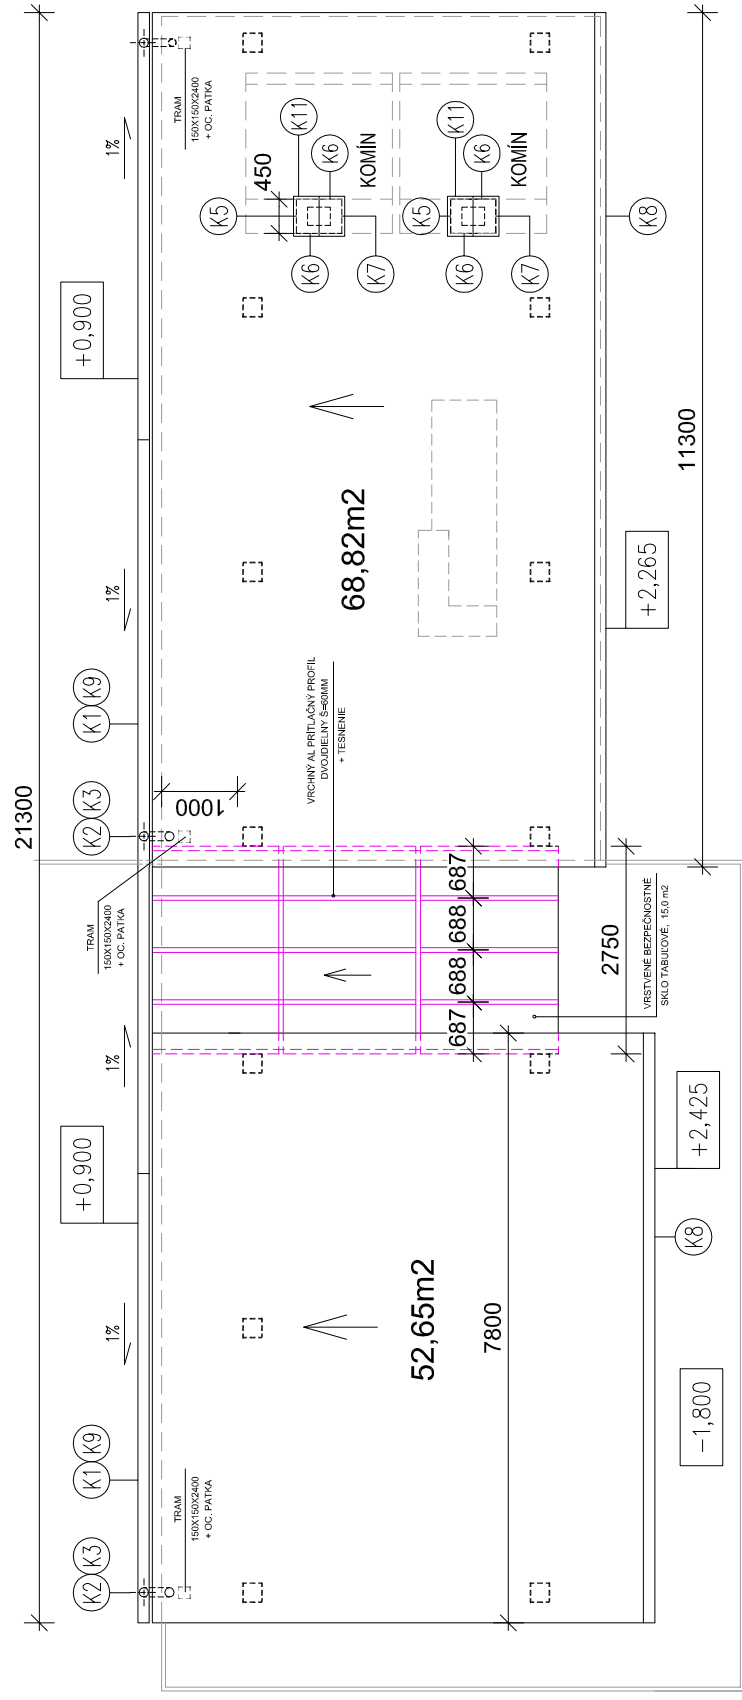 21300
11300
K2
K3
K1
K9
+0,900
1%
1%
K2
K3
K1
K9
+0,900
1%
1%
TRAM
150X150X2400
+ OC. PATKA
TRAM
150X150X2400
+ OC. PATKA
TRAM
150X150X2400
+ OC. PATKA
1000
VRCHNÝ AL PRÍTLAČNÝ PROFIL
DVOJDIELNY Š=60MM
+ TESNENIE
68,82m2
52,65m2
K5
K6
450
K11
K6
K7
KOMÍN
K5
K6
K11
K6
K7
KOMÍN
687
688
688
687
7800
2750
VRSTVENÉ BEZPEČNOSTNÉ
SKLO TABUĽOVÉ, 15,0 m2
+2,265
K8
+2,425
K8
-1,800